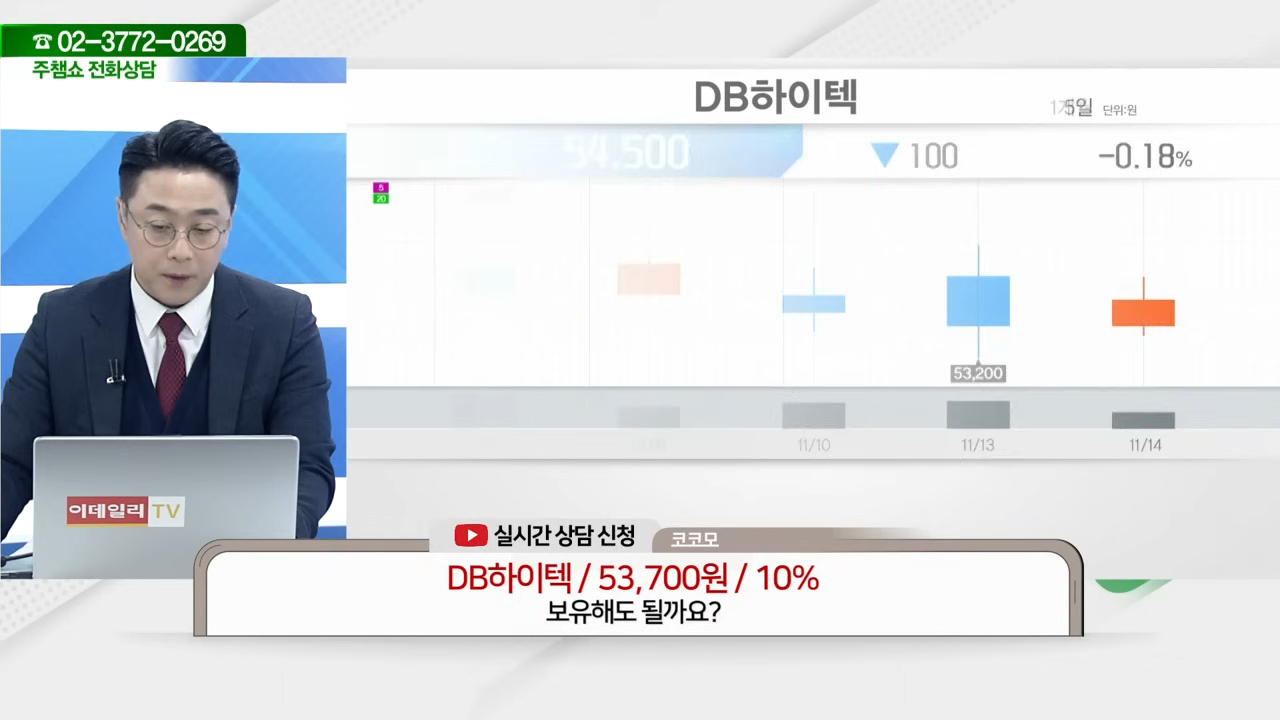 ☎ 02-3772-0269
주챔쇼 전화상담
DB하이텍
5일 단위:원
54,500 ▼ 100 -0.18%
5
20
53,200
11/10 11/13 11/14
이데일리 TV
실시간 상담 신청 코코모
DB하이텍 / 53,700원 / 10%
보유해도 될까요?